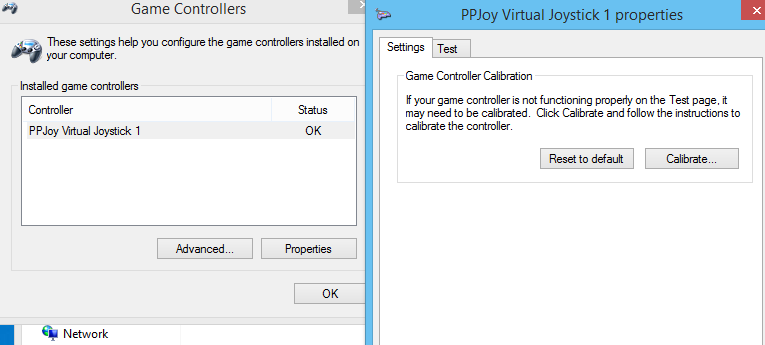 Game Controllers
These settings help you configure the game controllers installed on
your computer.
Installed game controllers
Controller Status
PPJoy Virtual Joystick 1 OK
Advanced... Properties
OK
Network
PPJoy Virtual Joystick 1 properties
Settings Test
Game Controller Calibration
If your game controller is not functioning properly on the Test page, it
may need to be calibrated. Click Calibrate and follow the instructions to
calibrate the controller.
Reset to default Calibrate...